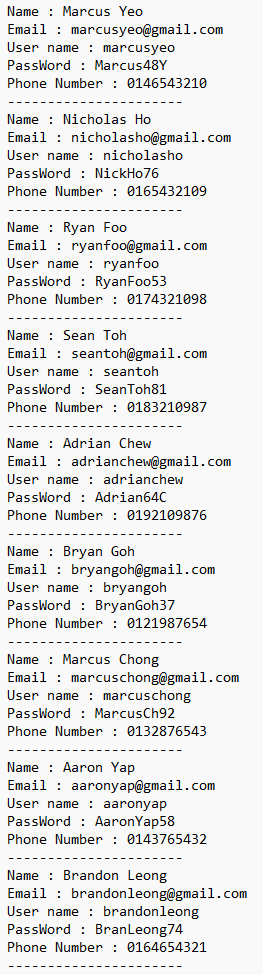 Name : Marcus Yeo
Email : marcusyeo@gmail.com
User name : marcusyeo
PassWord : Marcus48Y
Phone Number : 0146543210
----------------------
Name : Nicholas Ho
Email : nicholasho@gmail.com
User name : nicholasho
PassWord : NickHo76
Phone Number : 0165432109
----------------------
Name : Ryan Foo
Email : ryanfoo@gmail.com
User name : ryanfoo
PassWord : RyanFoo53
Phone Number : 0174321098
----------------------
Name : Sean Toh
Email : seantoh@gmail.com
User name : seantoh
PassWord : SeanToh81
Phone Number : 0183210987
----------------------
Name : Adrian Chew
Email : adrianchew@gmail.com
User name : adrianchew
PassWord : Adrian64C
Phone Number : 0192109876
----------------------
Name : Bryan Goh
Email : bryangoh@gmail.com
User name : bryangoh
PassWord : BryanGoh37
Phone Number : 0121987654
----------------------
Name : Marcus Chong
Email : marcuschong@gmail.com
User name : marcuschong
PassWord : MarcusCh92
Phone Number : 0132876543
----------------------
Name : Aaron Yap
Email : aaronyap@gmail.com
User name : aaronyap
PassWord : AaronYap58
Phone Number : 0143765432
----------------------
Name : Brandon Leong
Email : brandonleong@gmail.com
User name : brandonleong
PassWord : BranLeong74
Phone Number : 0164654321
----------------------